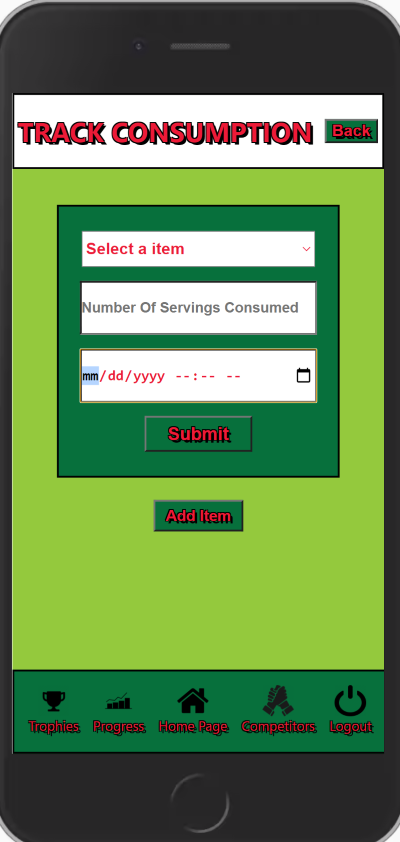 TRACK CONSUMPTION Back
Select a item
Number Of Servings Consumed
mm/dd/yyyy --:-- --
Submit
Add Item
Trophies Progress Home Page Competitors Logout